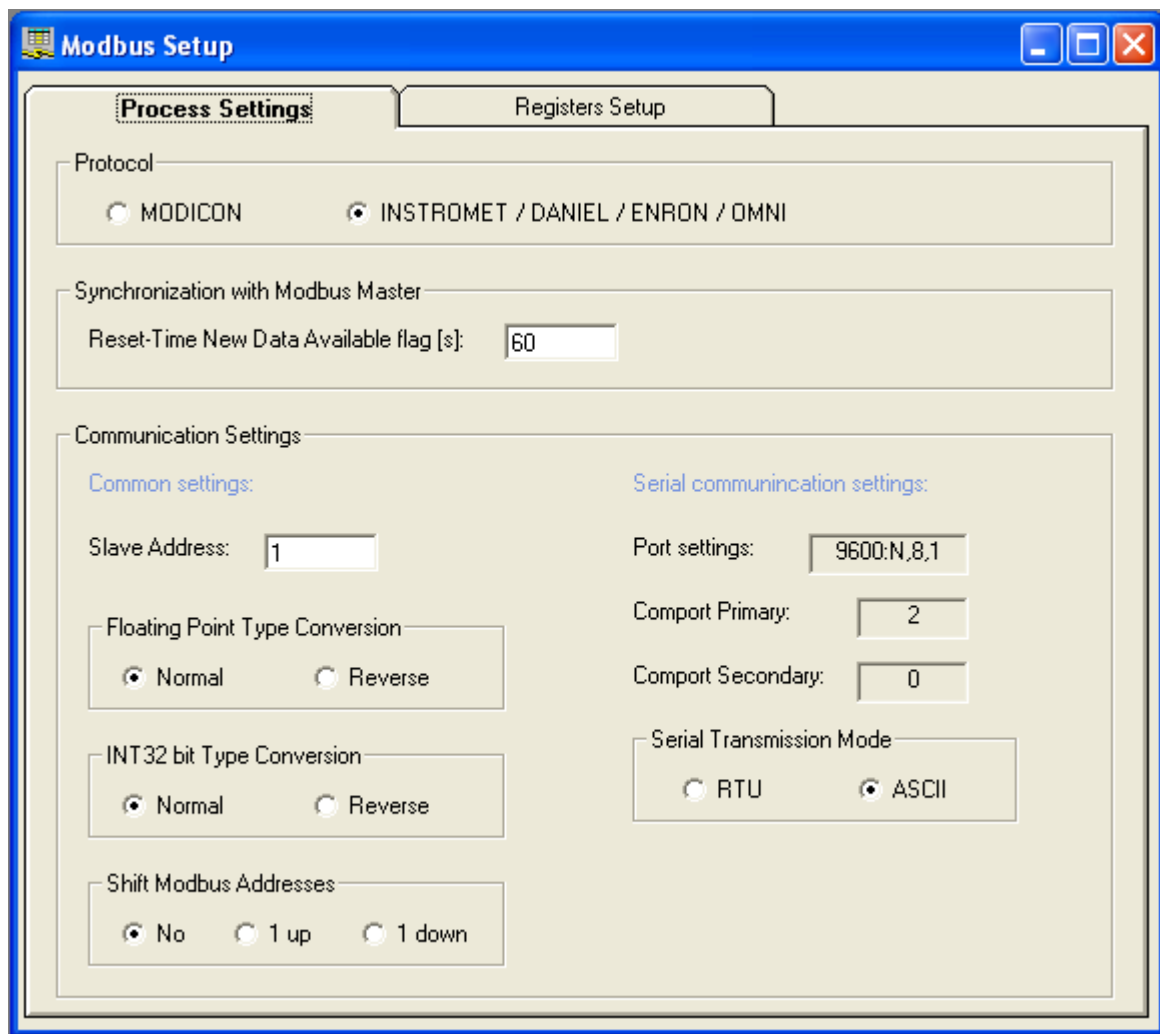 Modbus Setup
Process Settings
Registers Setup
Protocol
MODICON
INSTROMET / DANIEL / ENRON / OMNI
Synchronization with Modbus Master
Reset-Time New Data Available flag [s]:
60
Communication Settings
Common settings:
Slave Address:
1
Floating Point Type Conversion
Normal
Reverse
INT32 bit Type Conversion
Normal
Reverse
Shift Modbus Addresses
No
1 up
1 down
Serial communincation settings:
Port settings:
9600:N,8,1
Comport Primary:
2
Comport Secondary:
0
Serial Transmission Mode
RTU
ASCII